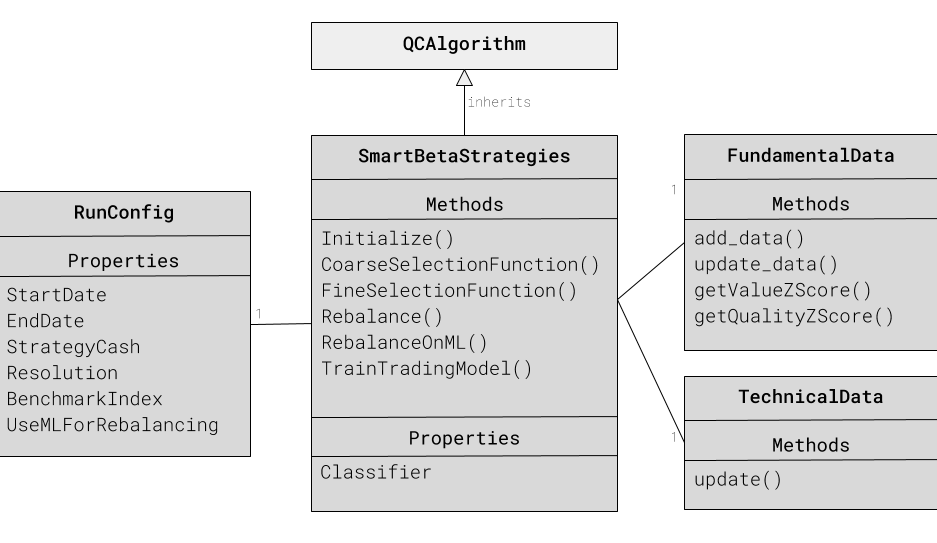 QCAlgorithm
inherits
SmartBetaStrategies
Methods
Initialize()
CoarseSelectionFunction()
FineSelectionFunction()
Rebalance()
RebalanceOnML()
TrainTradingModel()
Properties
Classifier
RunConfig
Properties
StartDate
EndDate
StrategyCash
Resolution
BenchmarkIndex
UseMLForRebalancing
1
FundamentalData
Methods
add_data()
update_data()
getValueZScore()
getQualityZScore()
1
TechnicalData
Methods
update()
1